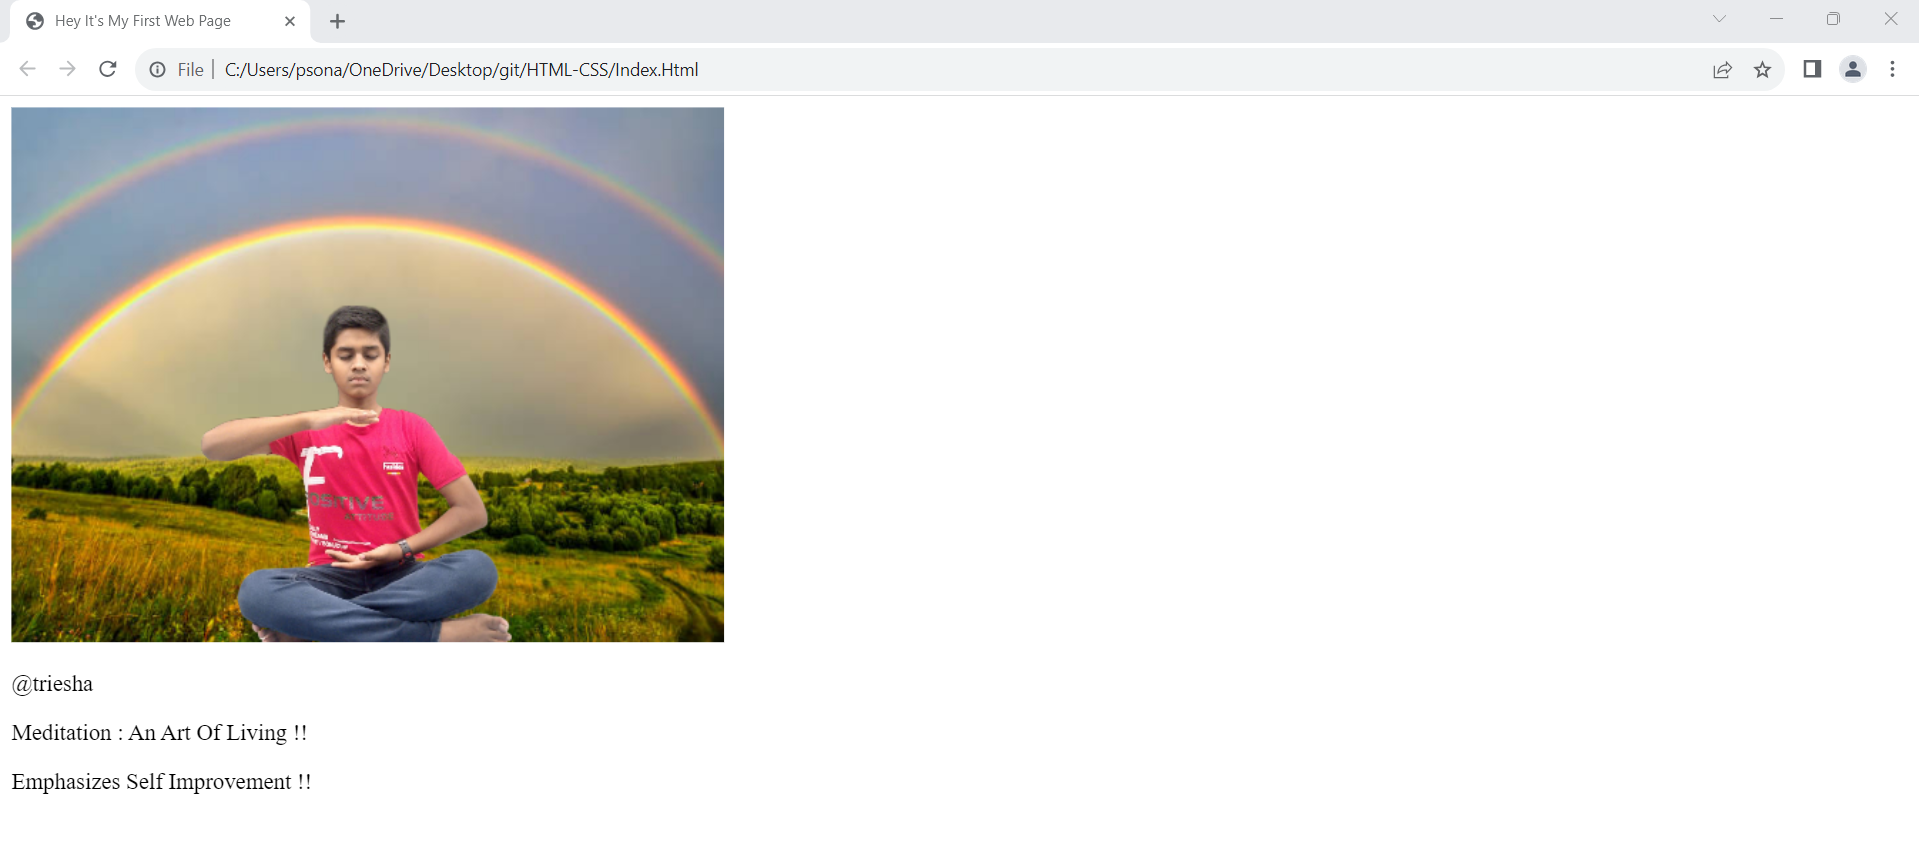 Hey It's My First Web Page
File
C:/Users/psona/OneDrive/Desktop/git/HTML-CSS/Index.Html
OSITIVE
@triesha
Meditation : An Art Of Living !!
Emphasizes Self Improvement !!